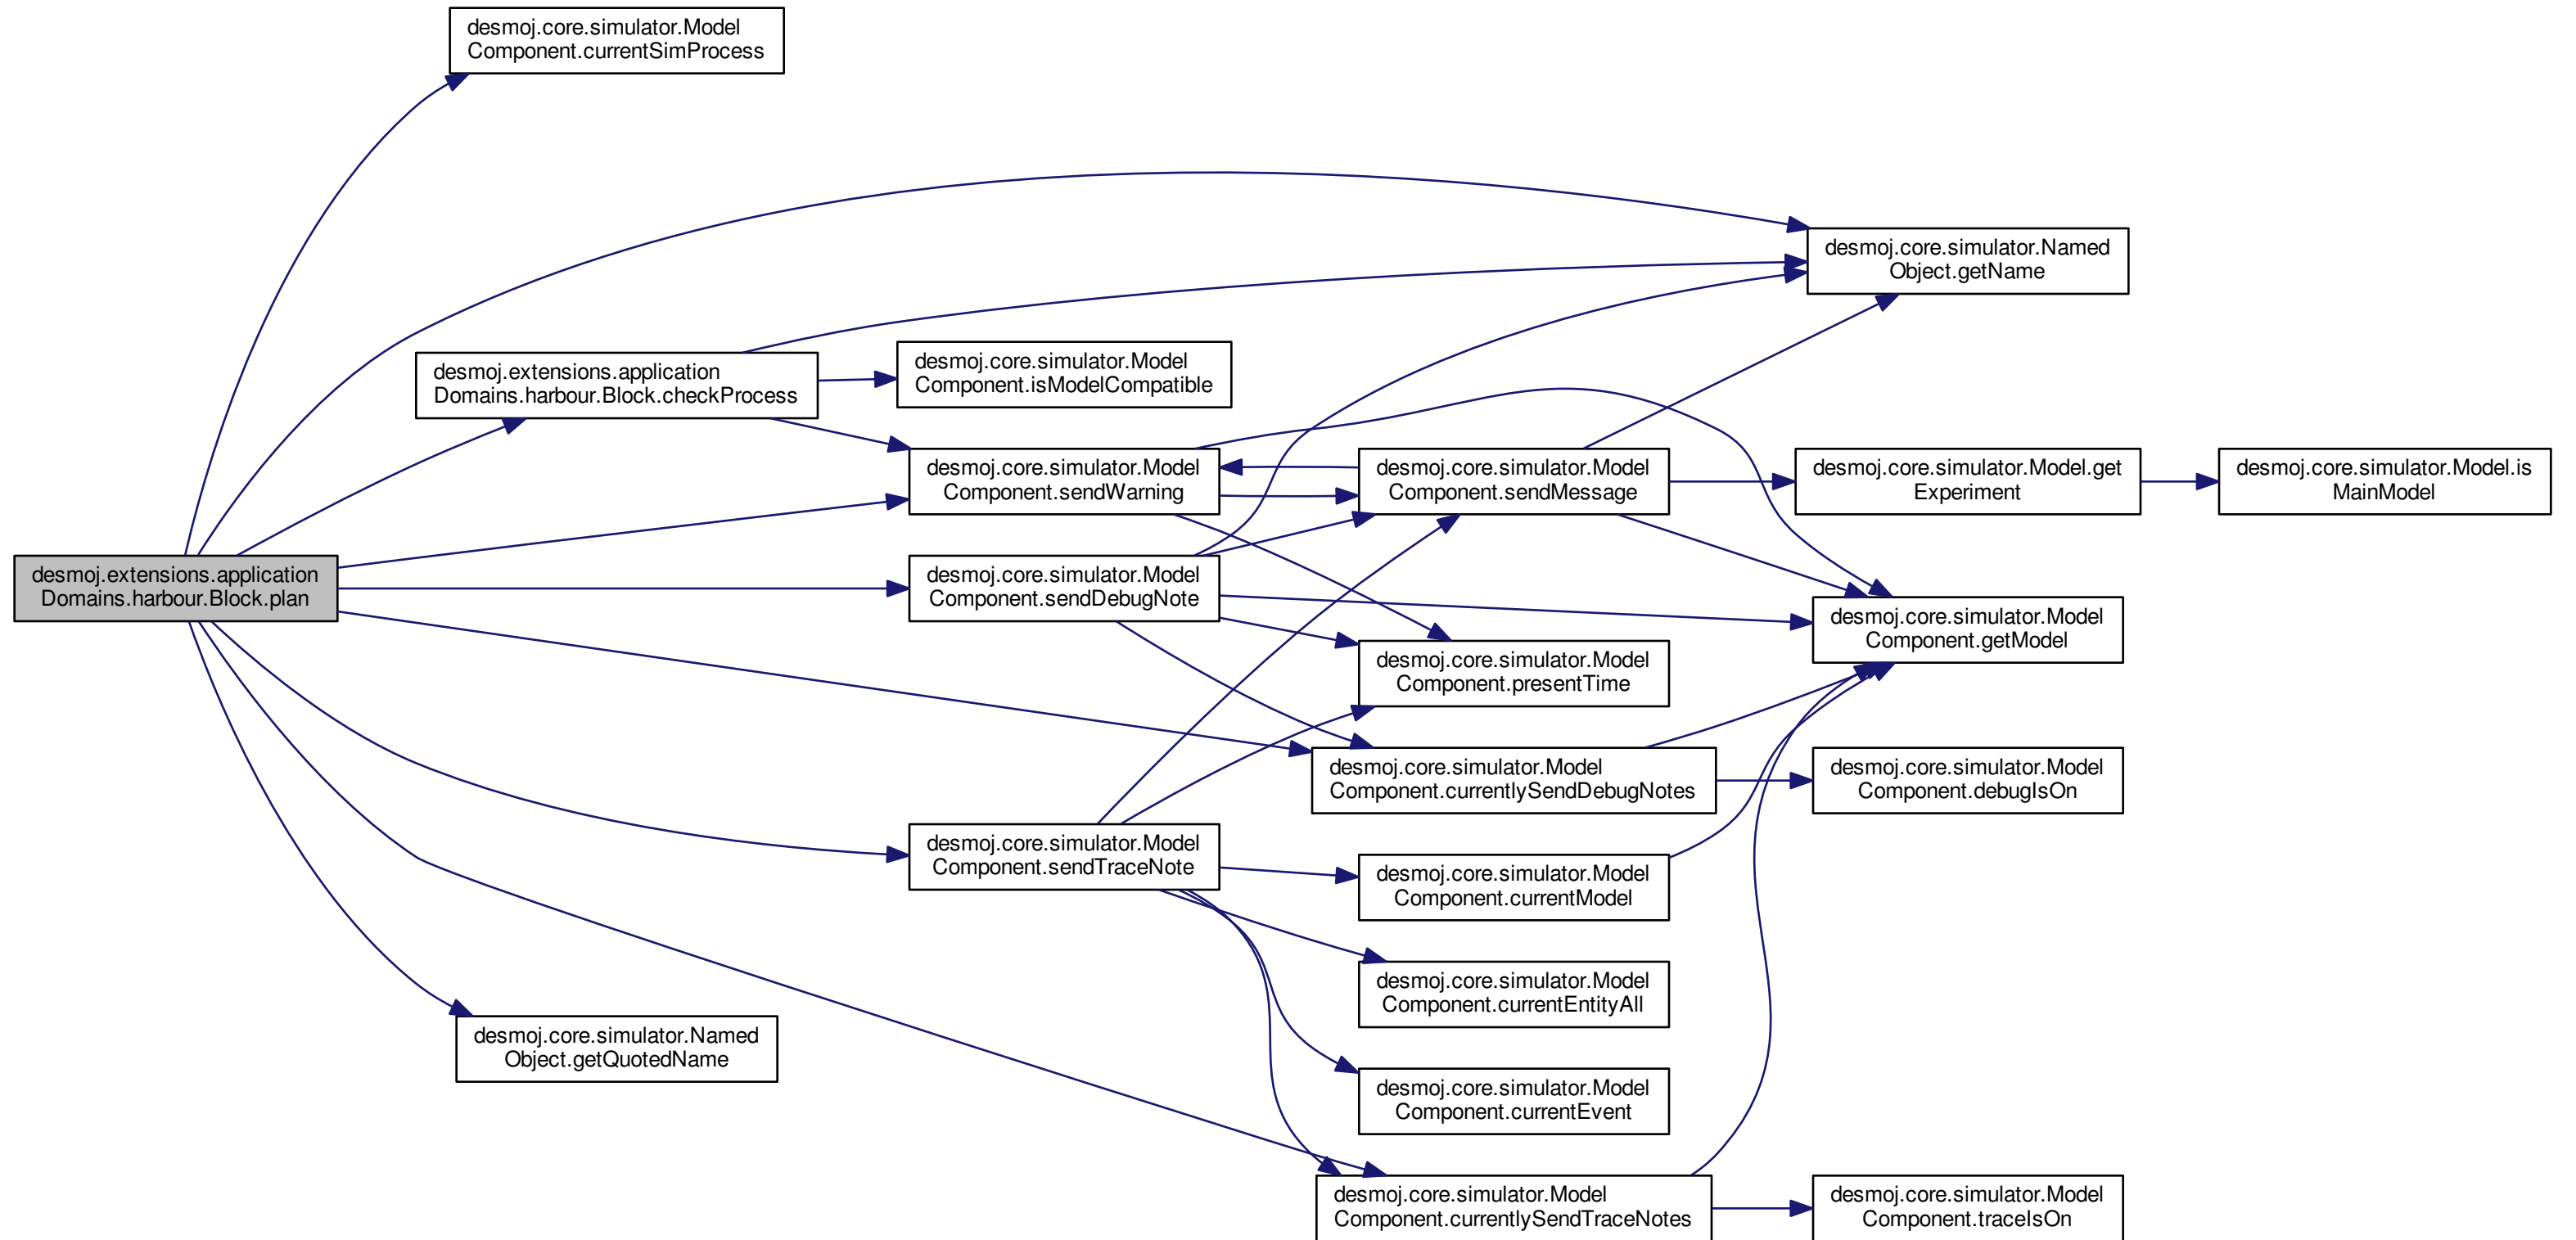 desmoj.core.simulator.Model
Component.currentSimProcess
desmoj.core.simulator.Named
Object.getName
desmoj.extensions.application
Domains.harbour.Block.checkProcess
desmoj.core.simulator.Model
Component.isModelCompatible
desmoj.core.simulator.Model
Component.sendWarning
desmoj.core.simulator.Model
Component.sendMessage
desmoj.core.simulator.Model.get
Experiment
desmoj.core.simulator.Model.is
MainModel
desmoj.extensions.application
Domains.harbour.Block.plan
desmoj.core.simulator.Model
Component.sendDebugNote
desmoj.core.simulator.Model
Component.getModel
desmoj.core.simulator.Model
Component.presentTime
desmoj.core.simulator.Model
Component.currentlySendDebugNotes
desmoj.core.simulator.Model
Component.debugIsOn
desmoj.core.simulator.Model
Component.sendTraceNote
desmoj.core.simulator.Model
Component.currentModel
desmoj.core.simulator.Model
Component.currentEntityAll
desmoj.core.simulator.Named
Object.getQuotedName
desmoj.core.simulator.Model
Component.currentEvent
desmoj.core.simulator.Model
Component.currentlySendTraceNotes
desmoj.core.simulator.Model
Component.traceIsOn